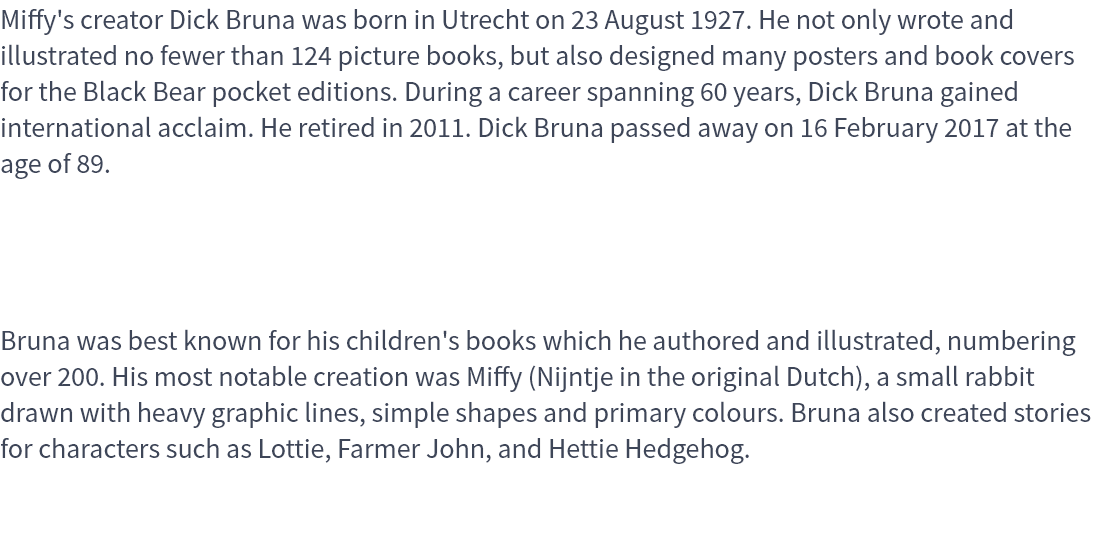 Miffy's creator Dick Bruna was born in Utrecht on 23 August 1927. He not only wrote and
illustrated no fewer than 124 picture books, but also designed many posters and book covers
for the Black Bear pocket editions. During a career spanning 60 years, Dick Bruna gained
international acclaim. He retired in 2011. Dick Bruna passed away on 16 February 2017 at the
age of 89.
Bruna was best known for his children's books which he authored and illustrated, numbering
over 200. His most notable creation was Miffy (Nijntje in the original Dutch), a small rabbit
drawn with heavy graphic lines, simple shapes and primary colours. Bruna also created stories
for characters such as Lottie, Farmer John, and Hettie Hedgehog.